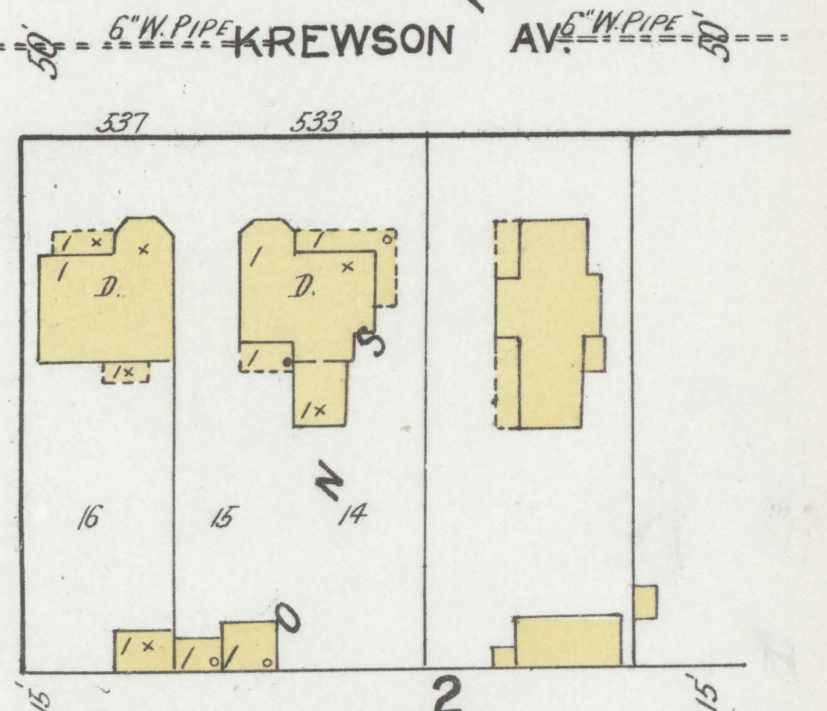 6" W. PIPE KREWSON AV. 6" W. PIPE
50' 50'
537 533
1 x x 1 1
1 D. D. x
1
1x 1x
S
N
16 15 14
O
1x 1 1
15' 2 15'